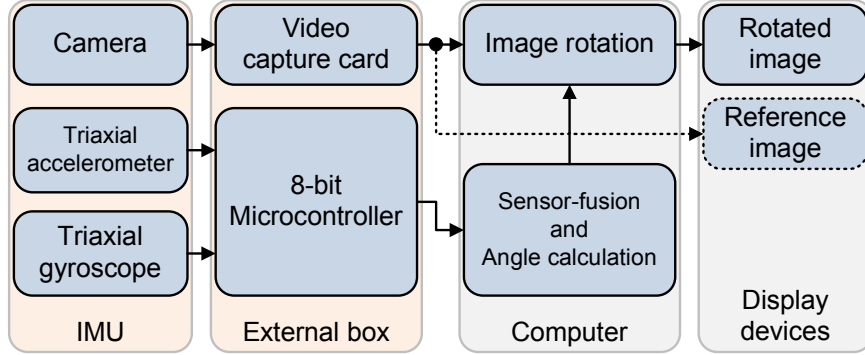 Camera
Video
capture card
Image rotation
Rotated
image
Triaxial
accelerometer
8-bit
Microcontroller
Reference
image
Triaxial
gyroscope
Sensor-fusion
and
Angle calculation
IMU
External box
Computer
Display
devices